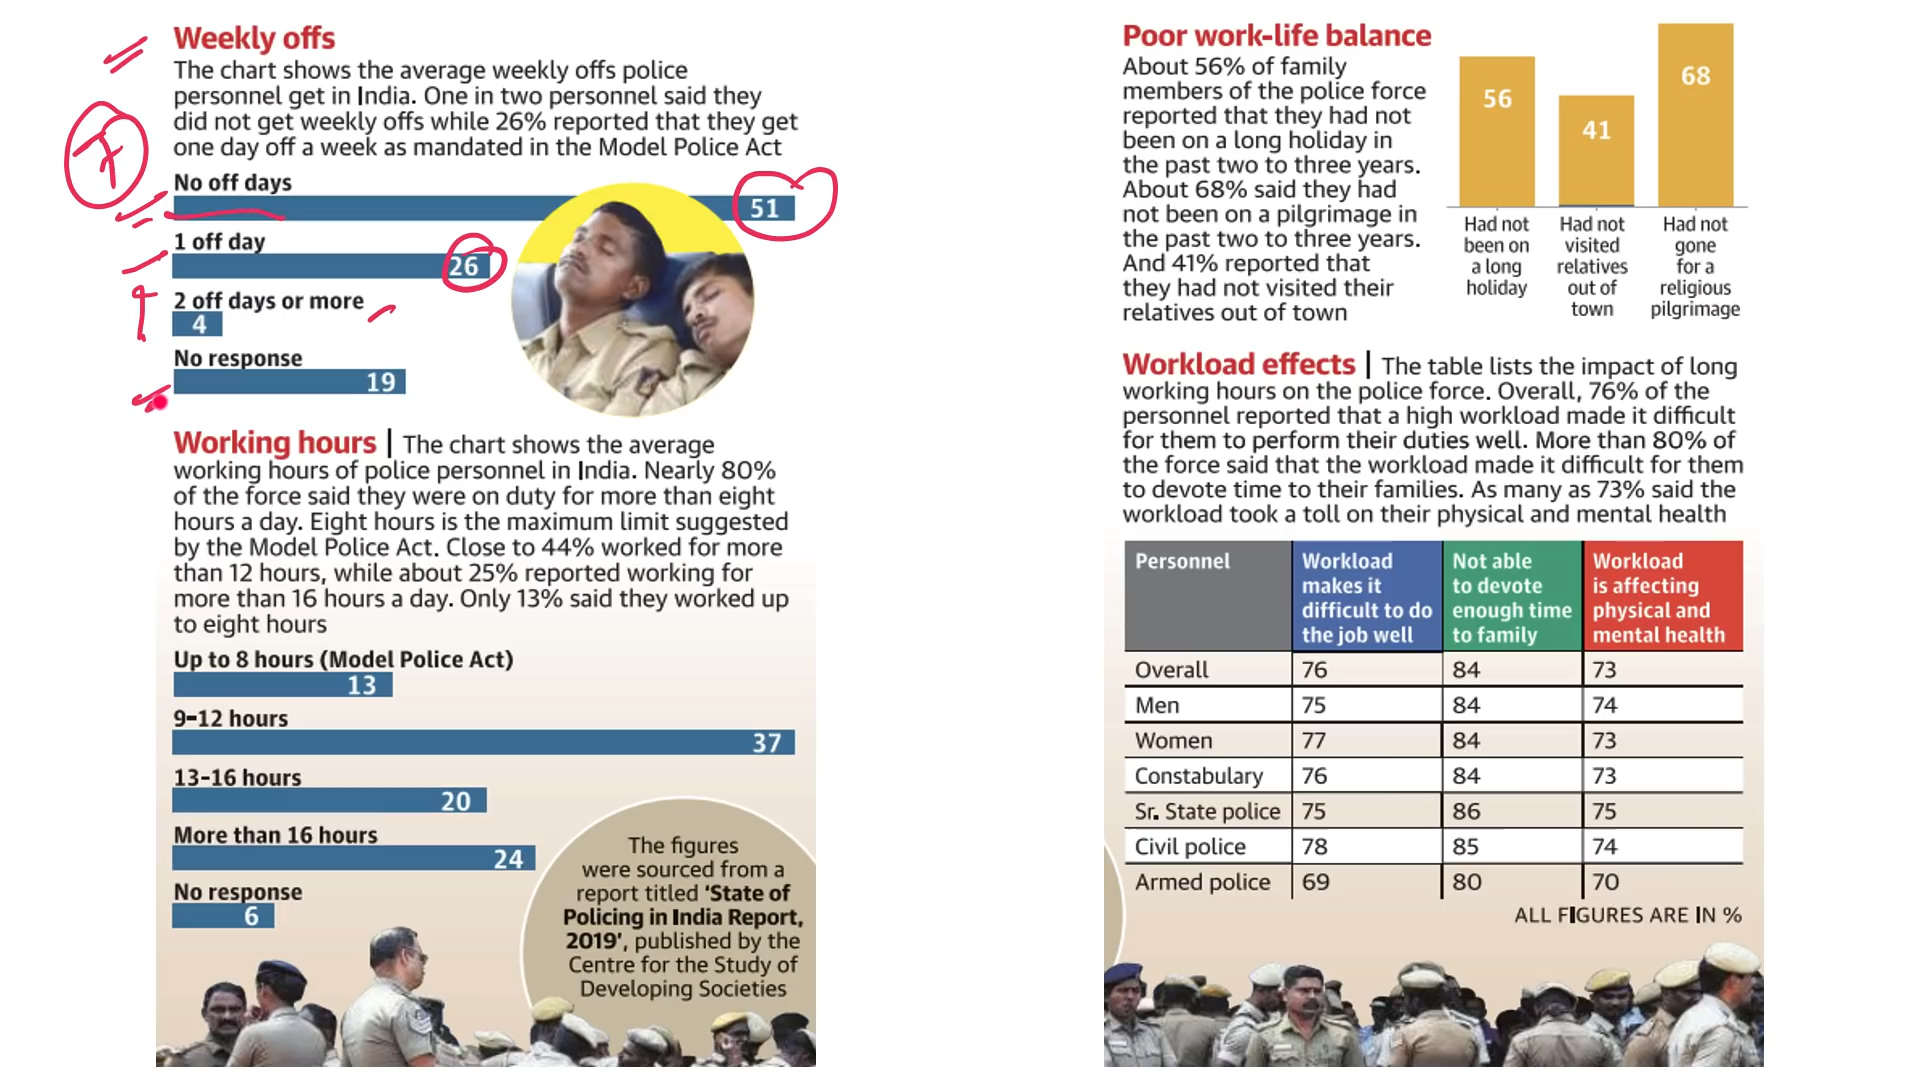 Weekly offs
The chart shows the average weekly offs police
personnel get in India. One in two personnel said they
did not get weekly offs while 26% reported that they get
one day off a week as mandated in the Model Police Act
No off days
51
1 off day
26
2 off days or more
4
No response
19
Working hours | The chart shows the average
working hours of police personnel in India. Nearly 80%
of the force said they were on duty for more than eight
hours a day. Eight hours is the maximum limit suggested
by the Model Police Act. Close to 44% worked for more
than 12 hours, while about 25% reported working for
more than 16 hours a day. Only 13% said they worked up
to eight hours
Up to 8 hours (Model Police Act)
13
9-12 hours
37
13-16 hours
20
More than 16 hours
24
No response
6
The figures
were sourced from a
report titled ‘State of
Policing in India Report,
2019’, published by the
Centre for the Study of
Developing Societies
Poor work-life balance
About 56% of family
members of the police force
reported that they had not
been on a long holiday in
the past two to three years.
About 68% said they had
not been on a pilgrimage in
the past two to three years.
And 41% reported that
they had not visited their
relatives out of town
56
41
68
Had not
been on
a long
holiday
Had not
visited
relatives
out of
town
Had not
gone
for a
religious
pilgrimage
Workload effects | The table lists the impact of long
working hours on the police force. Overall, 76% of the
personnel reported that a high workload made it difficult
for them to perform their duties well. More than 80% of
the force said that the workload made it difficult for them
to devote time to their families. As many as 73% said the
workload took a toll on their physical and mental health
Personnel
Workload
makes it
difficult to do
the job well
Not able
to devote
enough time
to family
Workload
is affecting
physical and
mental health
Overall 76 84 73
Men 75 84 74
Women 77 84 73
Constabulary 76 84 73
Sr. State police 75 86 75
Civil police 78 85 74
Armed police 69 80 70
ALL FIGURES ARE IN %